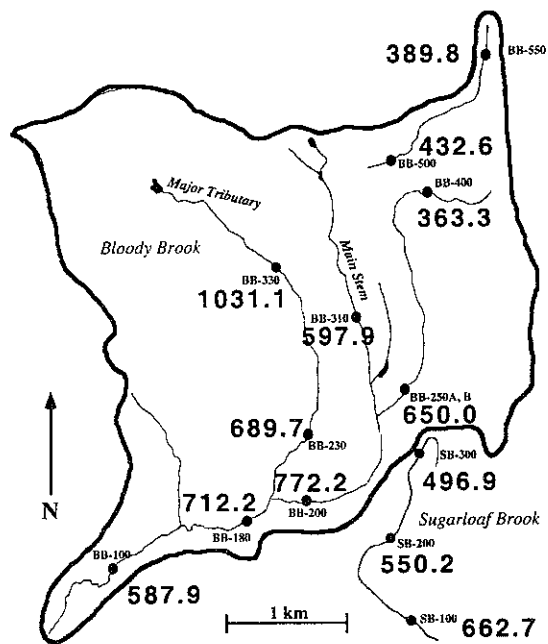 389.8
BB-550
432.6
BB-500
BB-400
363.3
Major Tributary
Bloody Brook
Main Stem
BB-330
1031.1
BB-310
597.9
BB-250A, B
650.0
689.7
BB-230
SB-300
496.9
N
772.2
712.2
BB-200
BB-180
Sugarloaf Brook
SB-200
550.2
BB-100
587.9
1 km
SB-100
662.7